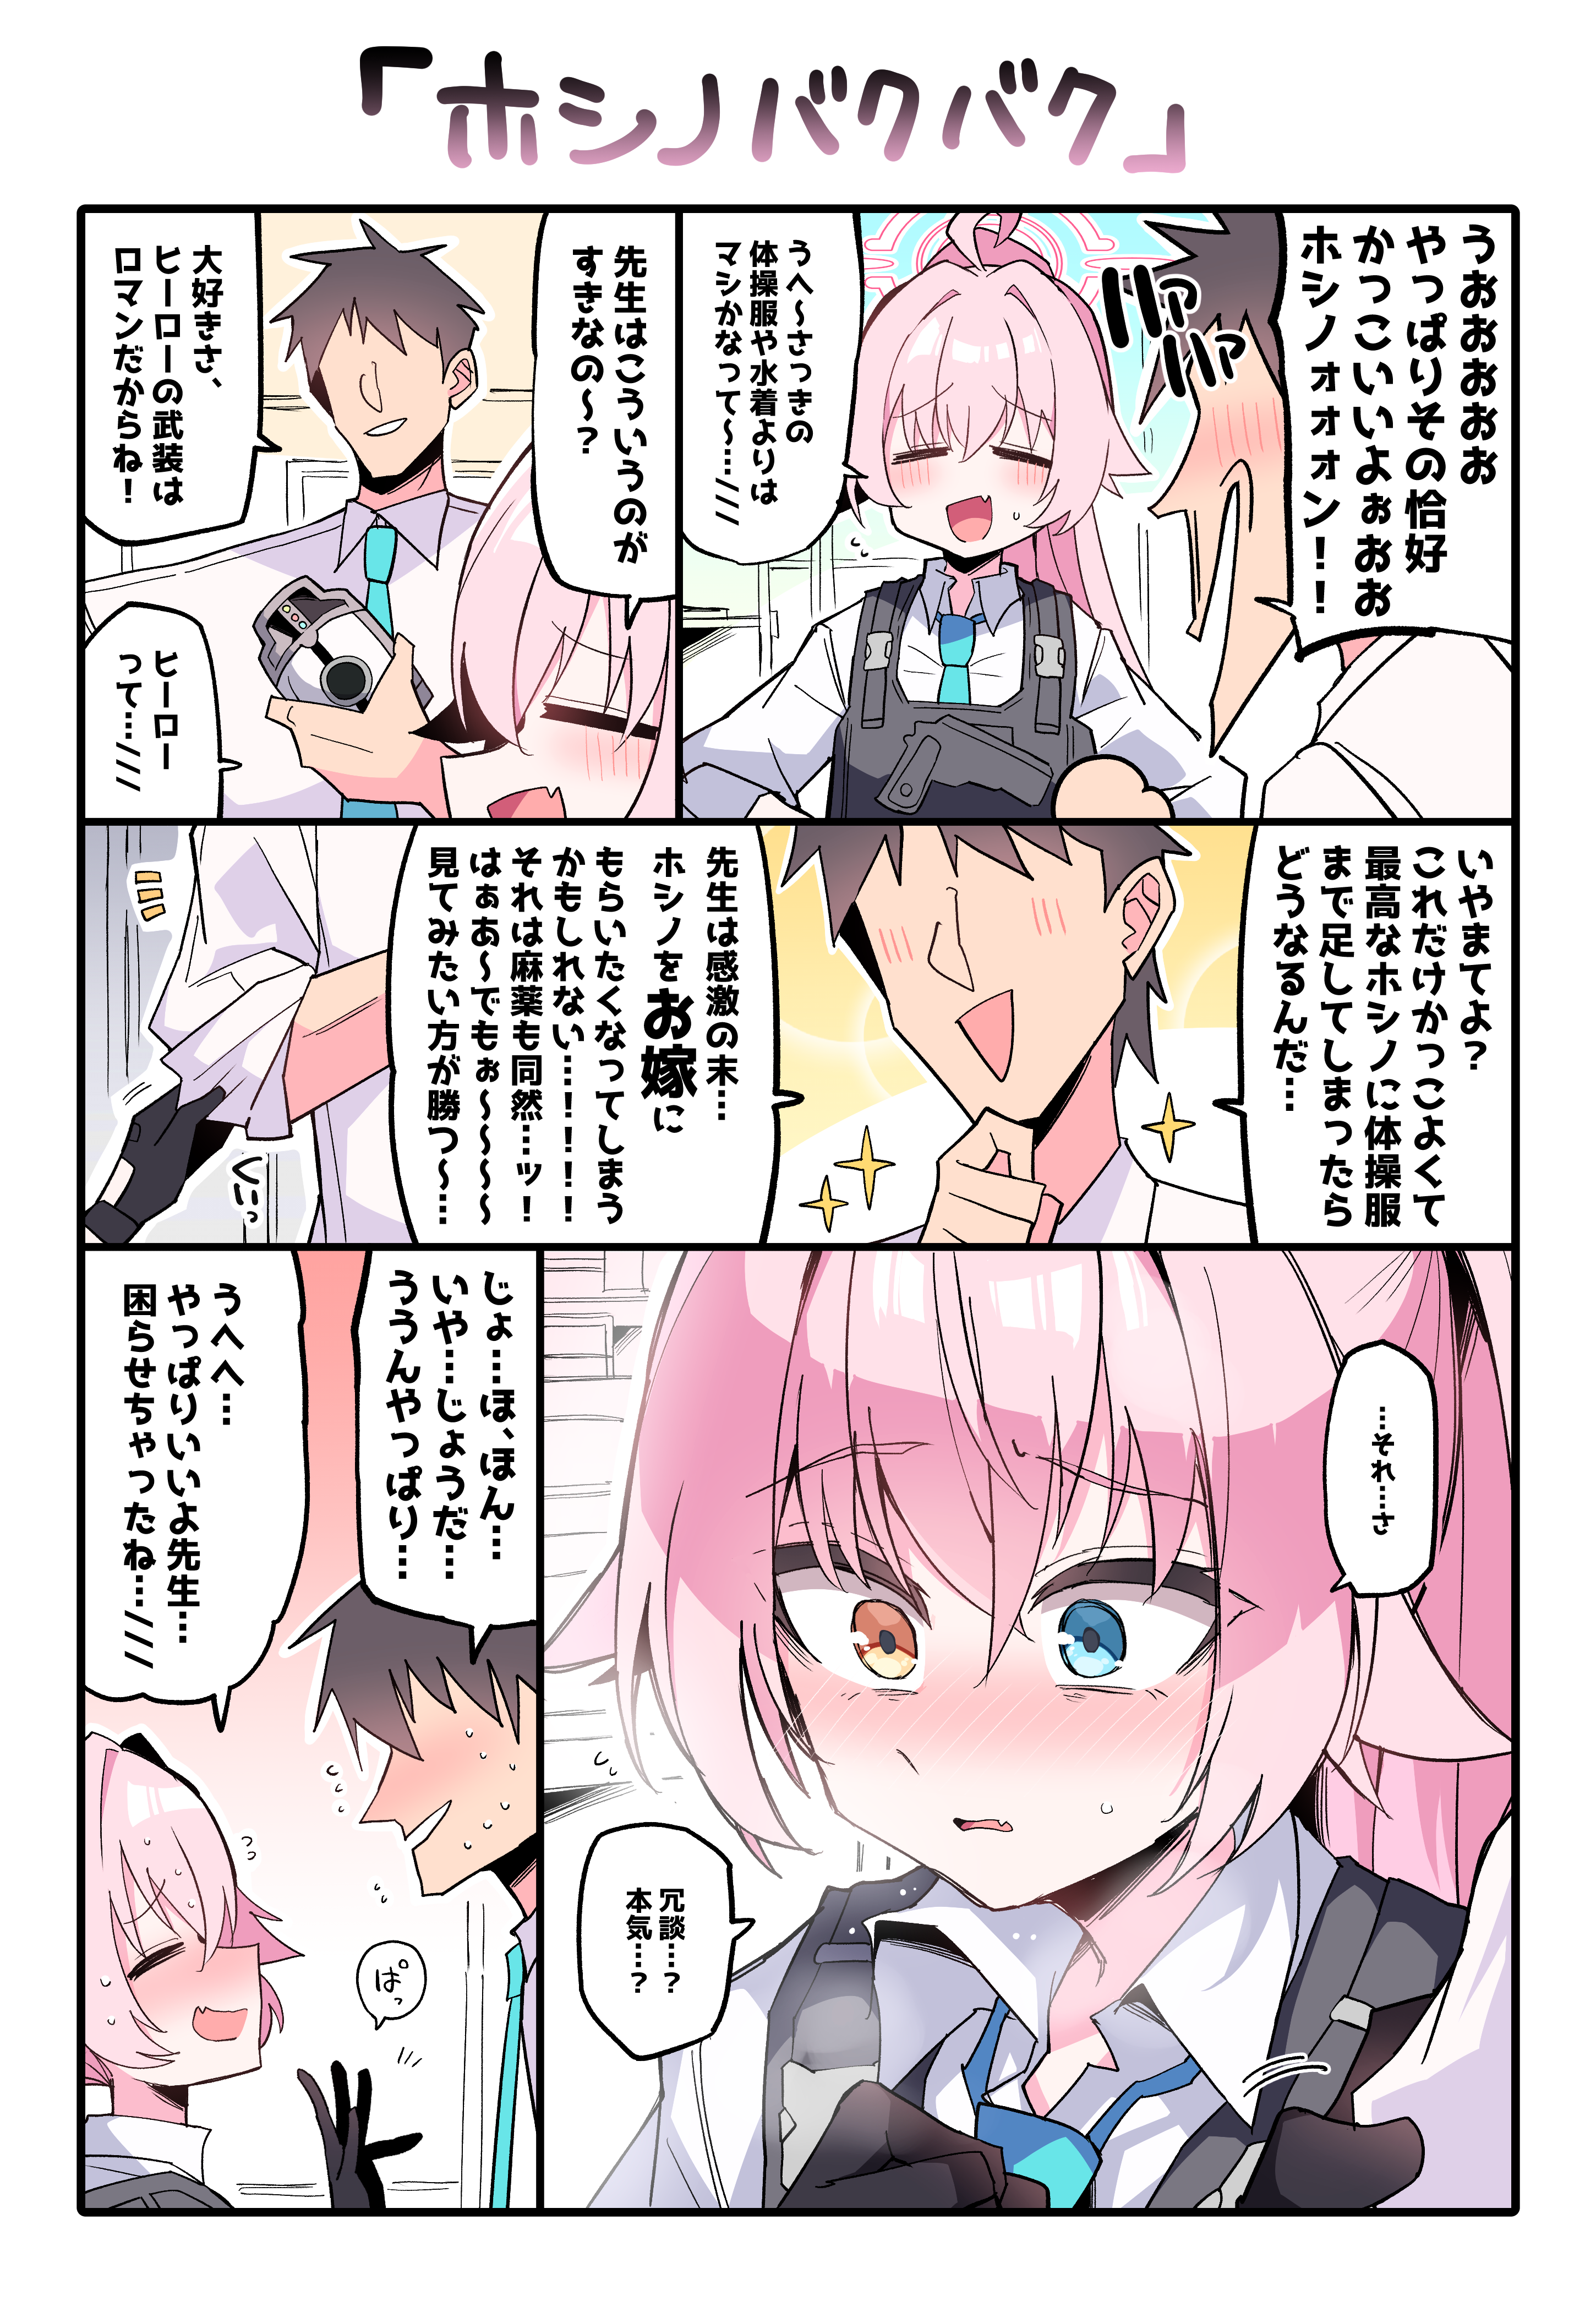 「ホシノバクバク」
うおおおおお
やっぱりその恰好
かっこいいよぉぉおお
ホシノォォォン！！
ハァ
ハァ
うへ〜さっきの
体操服や水着よりは
マシかなって〜…///
先生はこういうのが
すきなの〜？
大好きさ、
ヒーローの武装は
ロマンだからね！
ヒーロー
って…///
いやまてよ？
これだけかっこよくて
最高なホシノに体操服
まで足してしまったら
どうなるんだ…
先生は感激の末…
ホシノをお嫁に
もらいたくなってしまう
かもしれない…！！！！
それは麻薬も同然…ッ！
はぁあ〜でもぉ〜〜〜〜
見てみたい方が勝つ〜…
くいっ
…それ…さ
冗談…？
本気…？
じょ…ほ、ほん…
いや…じょうだ…
ううんやっぱり…
うへへ…
やっぱりいいよ先生…
困らせちゃったね…///
ぱっ